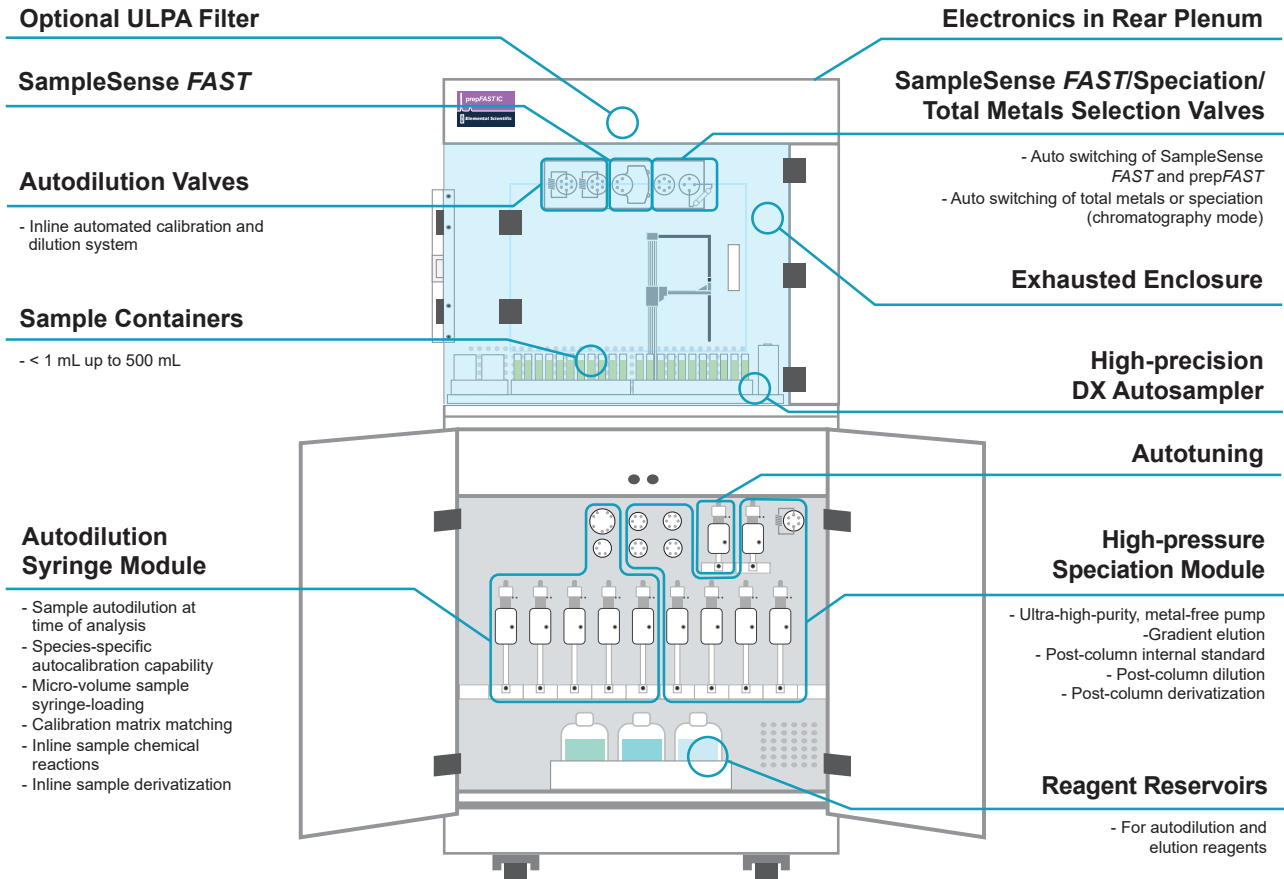 Optional ULPA Filter
SampleSense FAST
Autodilution Valves
- Inline automated calibration and
dilution system
Sample Containers
- < 1 mL up to 500 mL
Autodilution
Syringe Module
- Sample autodilution at
time of analysis
- Species-specific
autocalibration capability
- Micro-volume sample
syringe-loading
- Calibration matrix matching
- Inline sample chemical
reactions
- Inline sample derivatization
prepFAST IC
Elemental Scientific
Electronics in Rear Plenum
SampleSense FAST/Speciation/
Total Metals Selection Valves
- Auto switching of SampleSense
FAST and prepFAST
- Auto switching of total metals or speciation
(chromatography mode)
Exhausted Enclosure
High-precision
DX Autosampler
Autotuning
High-pressure
Speciation Module
- Ultra-high-purity, metal-free pump
-Gradient elution
- Post-column internal standard
- Post-column dilution
- Post-column derivatization
Reagent Reservoirs
- For autodilution and
elution reagents